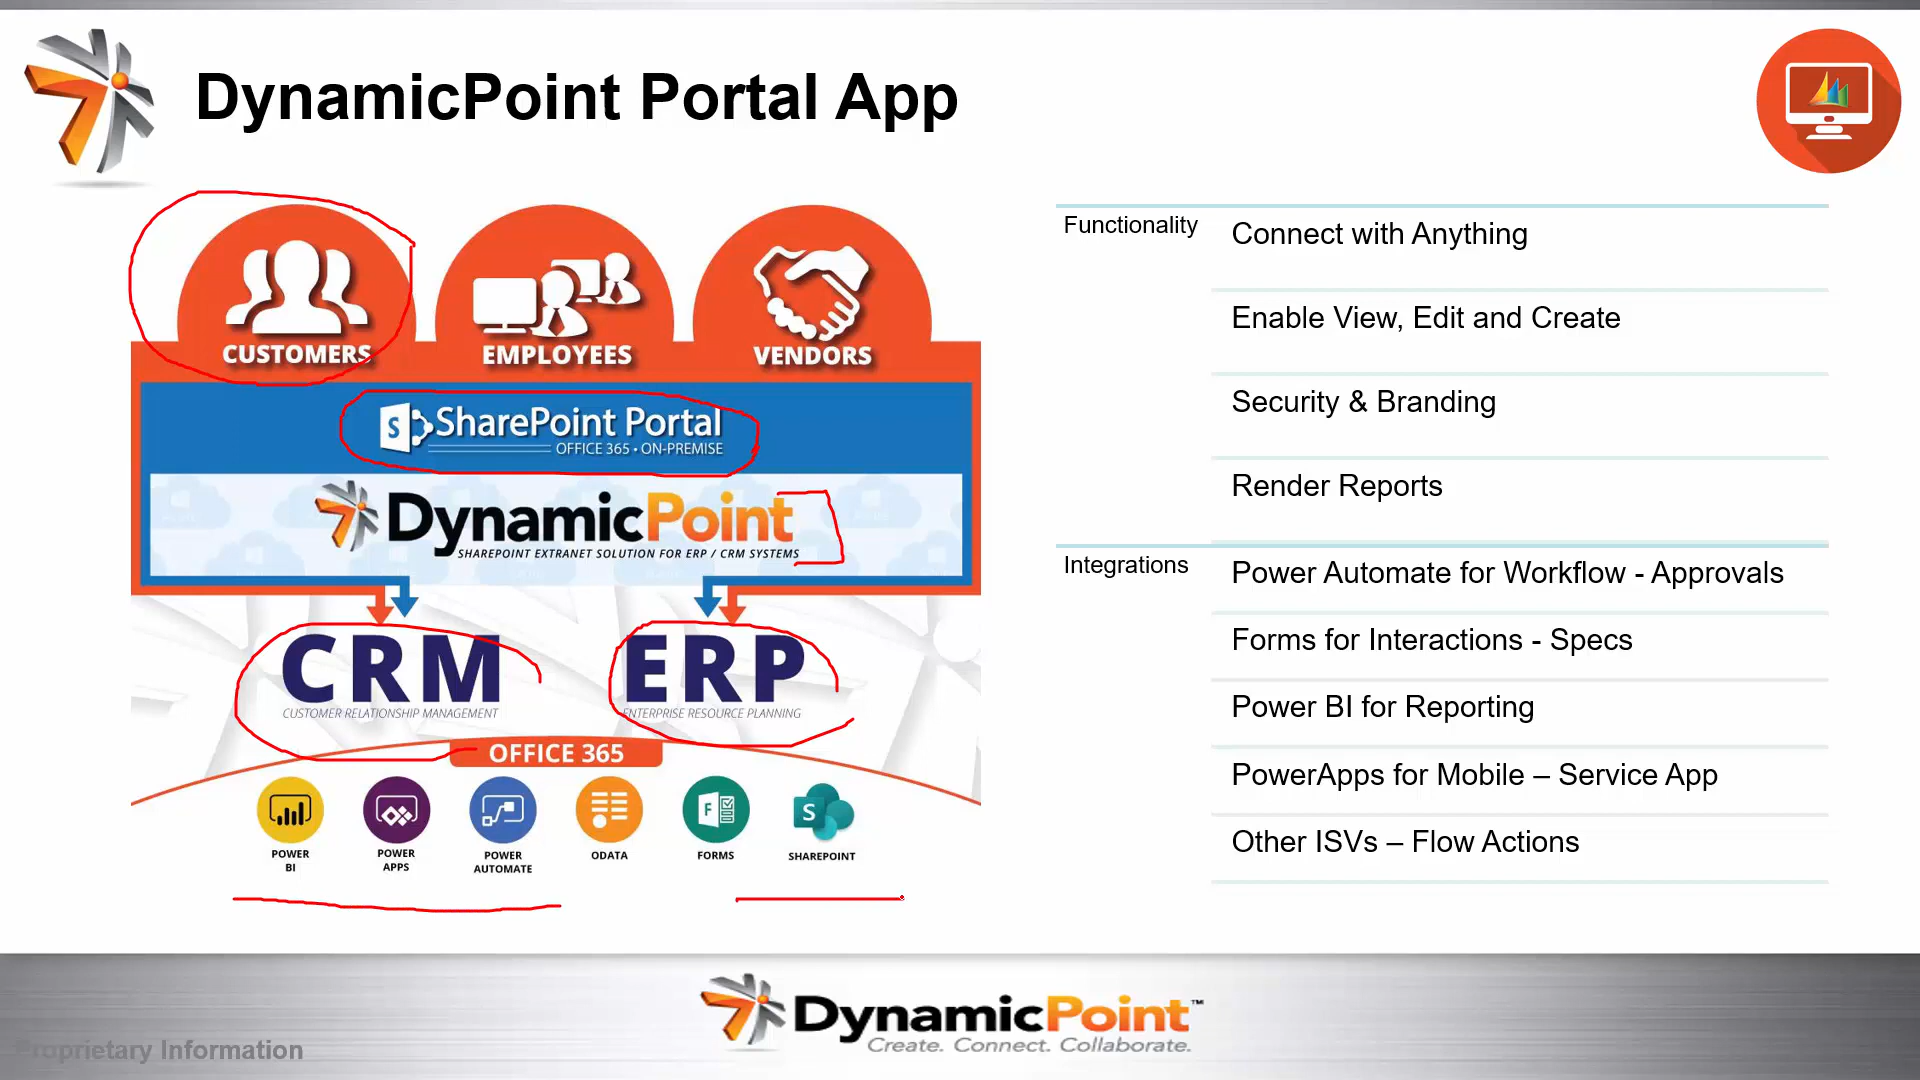 DynamicPoint Portal App
CUSTOMERS
EMPLOYEES
VENDORS
S
SharePoint Portal
OFFICE 365 • ON-PREMISE
DynamicPoint
SHAREPOINT EXTRANET SOLUTION FOR ERP / CRM SYSTEMS
CRM
CUSTOMER RELATIONSHIP MANAGEMENT
ERP
ENTERPRISE RESOURCE PLANNING
OFFICE 365
F
S
POWER
BI
POWER
APPS
POWER
AUTOMATE
ODATA
FORMS
SHAREPOINT
Functionality
Connect with Anything
Enable View, Edit and Create
Security & Branding
Render Reports
Integrations
Power Automate for Workflow - Approvals
Forms for Interactions - Specs
Power BI for Reporting
PowerApps for Mobile – Service App
Other ISVs – Flow Actions
DynamicPoint™
Create. Connect. Collaborate.
Proprietary Information